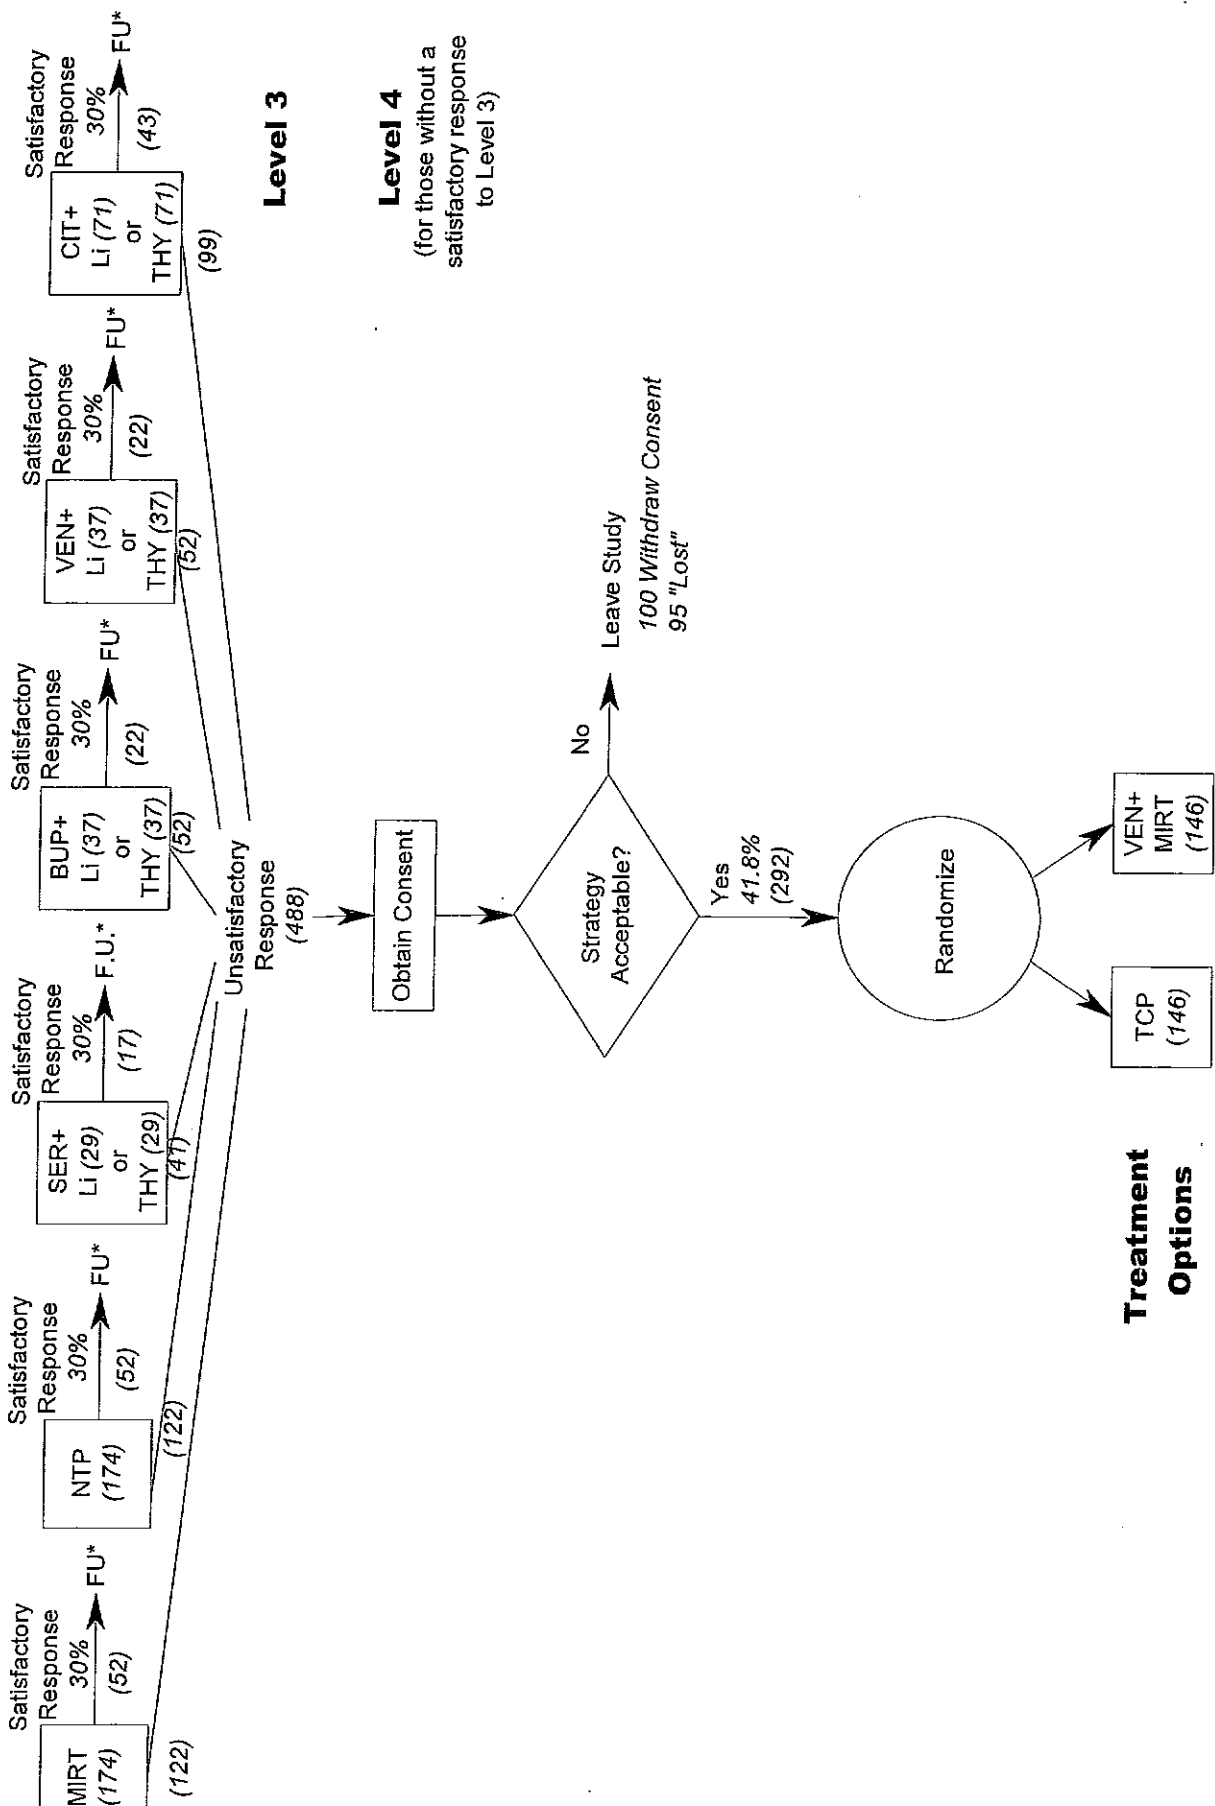 Satisfactory
Response
30%
MIRT
(174)
FU*
(52)
(122)
Satisfactory
Response
30%
NTP
(174)
FU*
(52)
(122)
Satisfactory
Response
30%
SER+
Li (29)
or
THY (29)
F.U.*
(17)
(41)
Satisfactory
Response
30%
BUP+
Li (37)
or
THY (37)
FU*
(22)
(52)
Satisfactory
Response
30%
VEN+
Li (37)
or
THY (37)
FU*
(22)
(52)
Satisfactory
Response
30%
CIT+
Li (71)
or
THY (71)
FU*
(43)
(99)
Level 3
Unsatisfactory
Response
(488)
Level 4
(for those without a
satisfactory response
to Level 3)
Obtain Consent
Strategy
Acceptable?
No
Leave Study
100 Withdraw Consent
95 "Lost"
Yes
41.8%
(292)
Randomize
Treatment
Options
TCP
(146)
VEN+
MIRT
(146)